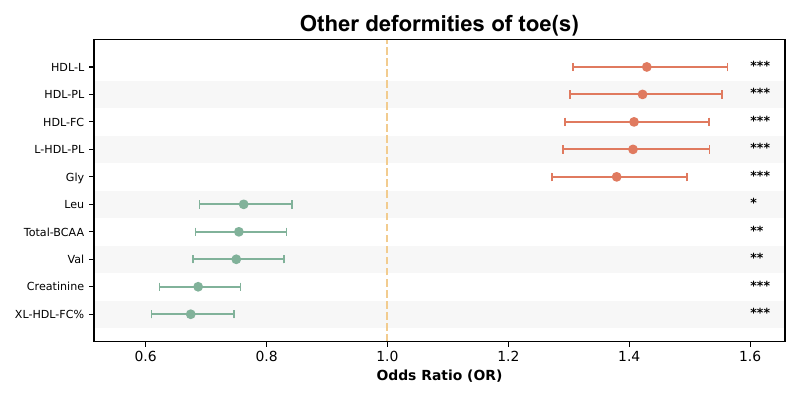 Other deformities of toe(s)
HDL-L ***
HDL-PL ***
HDL-FC ***
L-HDL-PL ***
Gly ***
Leu *
Total-BCAA **
Val **
Creatinine ***
XL-HDL-FC% ***
0.6 0.8 1.0 1.2 1.4 1.6
Odds Ratio (OR)